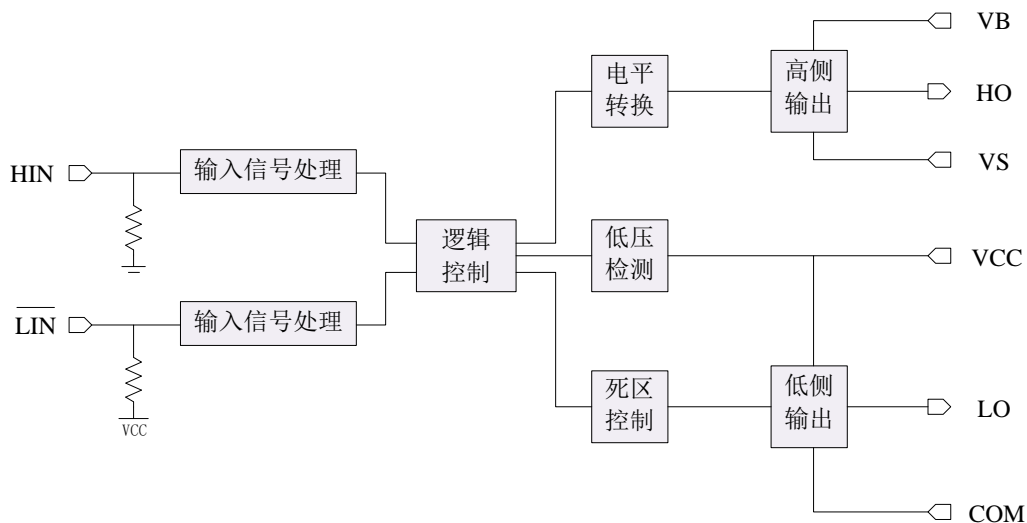 VB
电平
转换
高侧
输出
HO
HIN
输入信号处理
VS
逻辑
控制
低压
检测
VCC
L̅I̅N̅
输入信号处理
VCC
死区
控制
低侧
输出
LO
COM